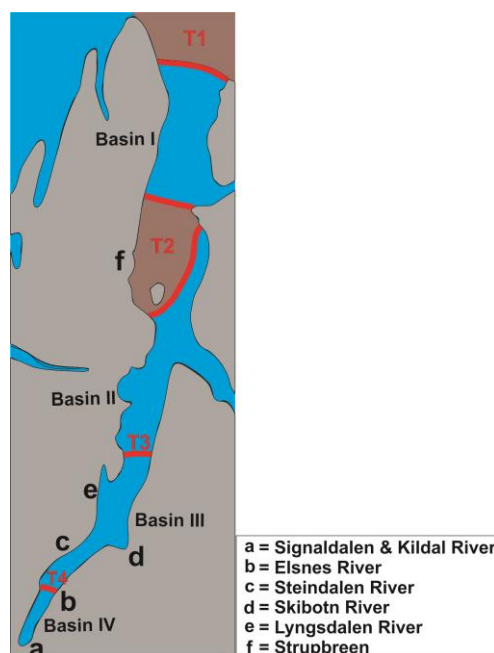 T1
Basin I
T2
f
Basin II
T3
e
Basin III
c
d
T4
b
Basin IV
a
a = Signaldalen & Kildal River
b = Elsnes River
c = Steindalen River
d = Skibotn River
e = Lyngsdalen River
f = Strupbreen